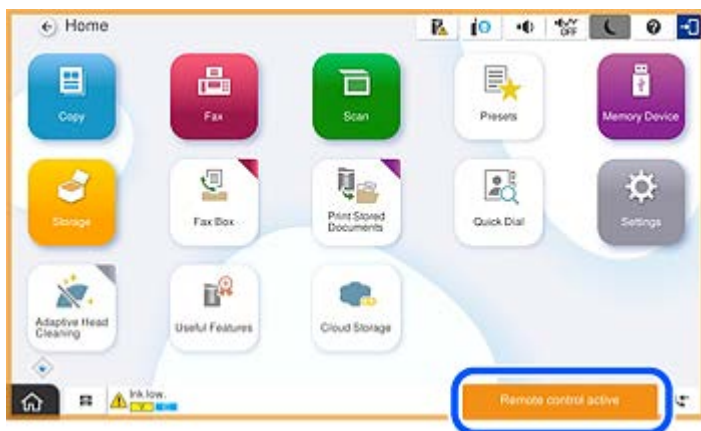 Home
OFF
Copy
Fax
Scan
Presets
Memory Device
Storage
Fax Box
Print Stored
Documents
Quick Dial
Settings
Adaptive Head
Cleaning
Useful Features
Cloud Storage
Ink low.
Y
C
Remote control active